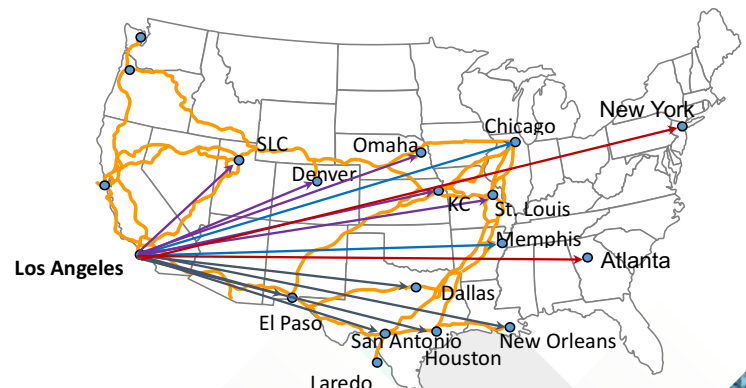 New York
Chicago
SLC
Omaha
Denver
KC
St. Louis
Memphis
Los Angeles
Atlanta
Dallas
El Paso
San Antonio
New Orleans
Houston
Laredo